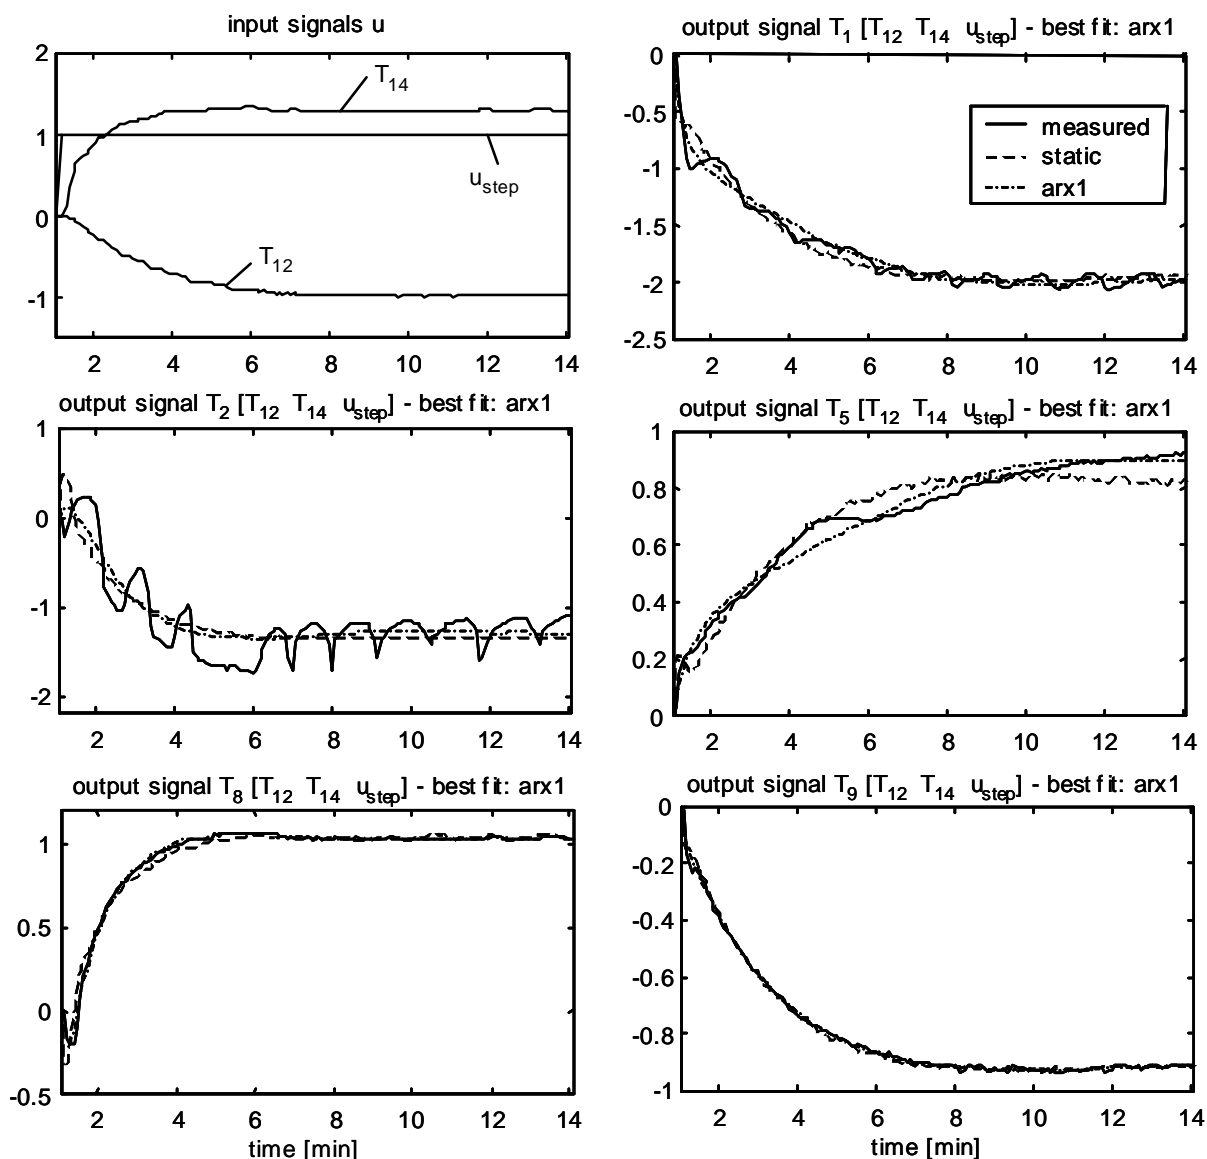 input signals u
2
1
0
-1
T14
ustep
T12
2 4 6 8 10 12 14
output signal T1 [T12 T14 ustep] - best fit: arx1
0
-0.5
-1
-1.5
-2
-2.5
measured
static
arx1
2 4 6 8 10 12 14
output signal T2 [T12 T14 ustep] - best fit: arx1
1
0
-1
-2
2 4 6 8 10 12 14
output signal T5 [T12 T14 ustep] - best fit: arx1
1
0.8
0.6
0.4
0.2
0
2 4 6 8 10 12 14
output signal T8 [T12 T14 ustep] - best fit: arx1
1
0.5
0
-0.5
2 4 6 8 10 12 14
time [min]
output signal T9 [T12 T14 ustep] - best fit: arx1
0
-0.2
-0.4
-0.6
-0.8
-1
2 4 6 8 10 12 14
time [min]